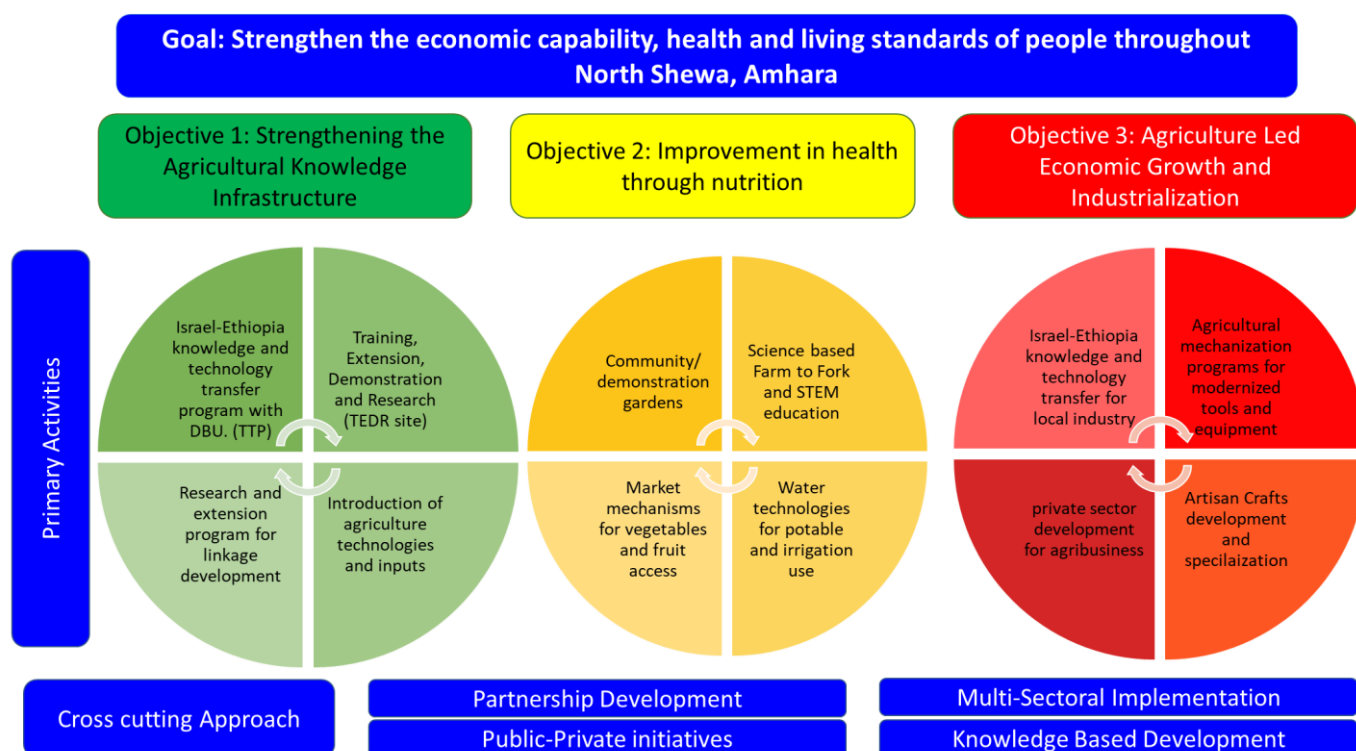 Goal: Strengthen the economic capability, health and living standards of people throughout
North Shewa, Amhara
Objective 1: Strengthening the
Agricultural Knowledge
Infrastructure
Objective 2: Improvement in health
through nutrition
Objective 3: Agriculture Led
Economic Growth and
Industrialization
Primary Activities
Israel-Ethiopia
knowledge and
technology
transfer
program with
DBU. (TTP)
Training,
Extension,
Demonstration
and Research
(TEDR site)
Research and
extension
program for
linkage
development
Introduction of
agriculture
technologies
and inputs
Community/
demonstration
gardens
Science based
Farm to Fork
and STEM
education
Market
mechanisms
for vegetables
and fruit
access
Water
technologies
for potable
and irrigation
use
Israel-Ethiopia
knowledge and
technology
transfer for
local industry
Agricultural
mechanization
programs for
modernized
tools and
equipment
private sector
development
for agribusiness
Artisan Crafts
development
and
specilaization
Cross cutting Approach
Partnership Development
Public-Private initiatives
Multi-Sectoral Implementation
Knowledge Based Development